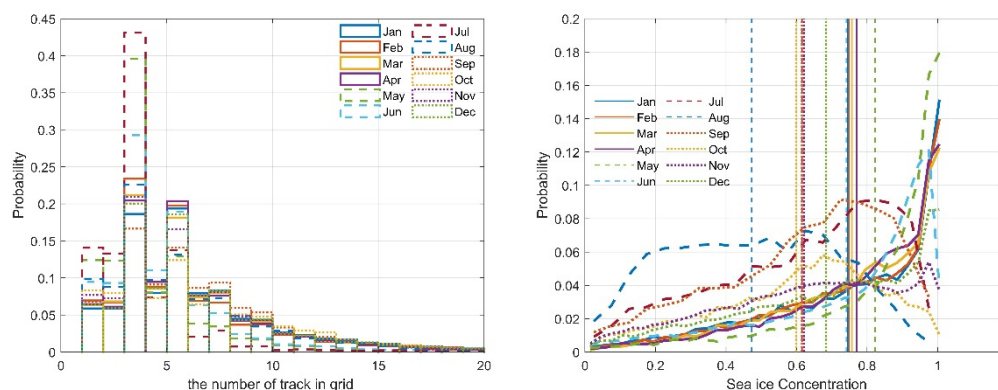 0.45
0.4
0.35
0.3
0.25
0.2
0.15
0.1
0.05
0
Probability
0 5 10 15 20
the number of track in grid
Jan Jul
Feb Aug
Mar Sep
Apr Oct
May Nov
Jun Dec
0.2
0.18
0.16
0.14
0.12
0.1
0.08
0.06
0.04
0.02
0
Probability
0 0.2 0.4 0.6 0.8 1
Sea ice Concentration
Jan Jul
Feb Aug
Mar Sep
Apr Oct
May Nov
Jun Dec